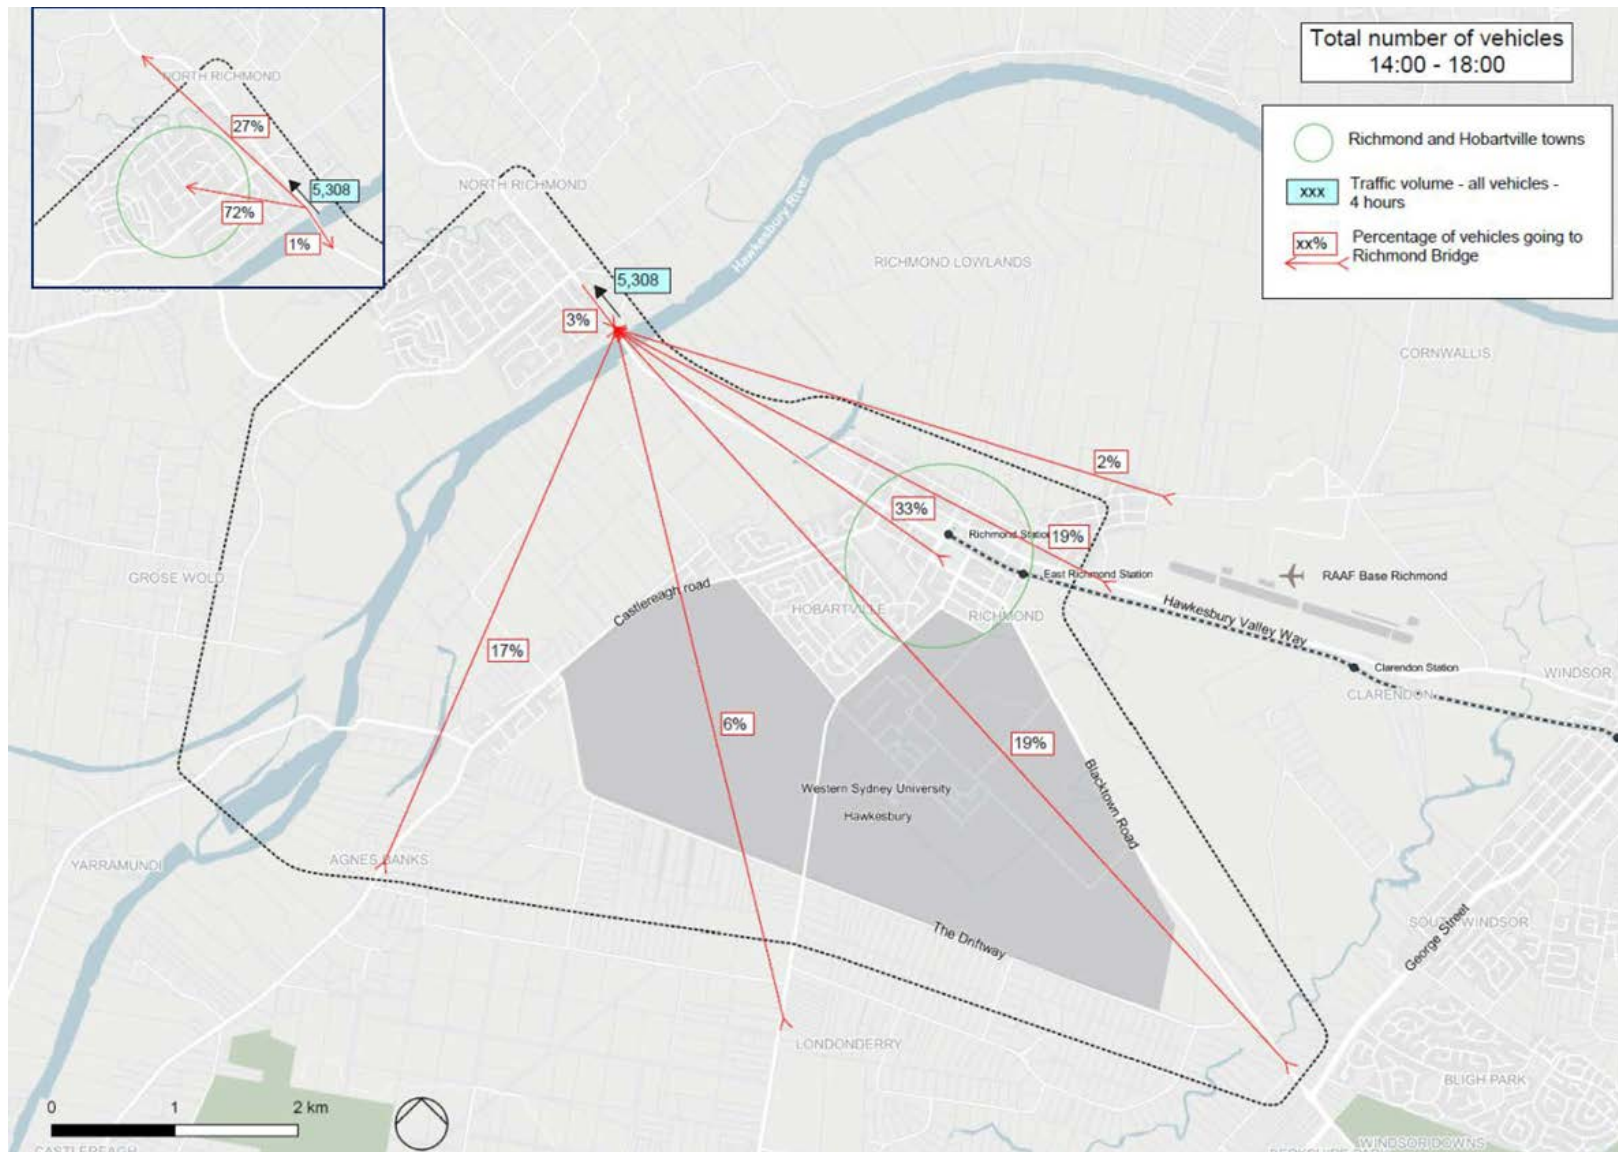 Total number of vehicles
14:00 - 18:00
Richmond and Hobartville towns
xxx
Traffic volume - all vehicles -
4 hours
xx%
Percentage of vehicles going to
Richmond Bridge
NORTH RICHMOND
27%
5,308
72%
1%
NORTH RICHMOND
Hawkesbury River
RICHMOND LOWLANDS
5,308
3%
CORNWALLIS
2%
33%
Richmond Station
19%
East Richmond Station
RAAF Base Richmond
GROSE WOLD
Castlereagh road
HOBARTVILLE
RICHMOND
Hawkesbury Valley Way
17%
Clarendon Station
WINDSOR
CLARENDON
6%
19%
Western Sydney University
Hawkesbury
Blacktown Road
YARRAMUNDI
AGNES BANKS
The Driftway
SOUTH WINDSOR
George Street
LONDONDERRY
BLIGH PARK
0 1 2 km
CASTLEREAGH
WINDSOR DOWNS